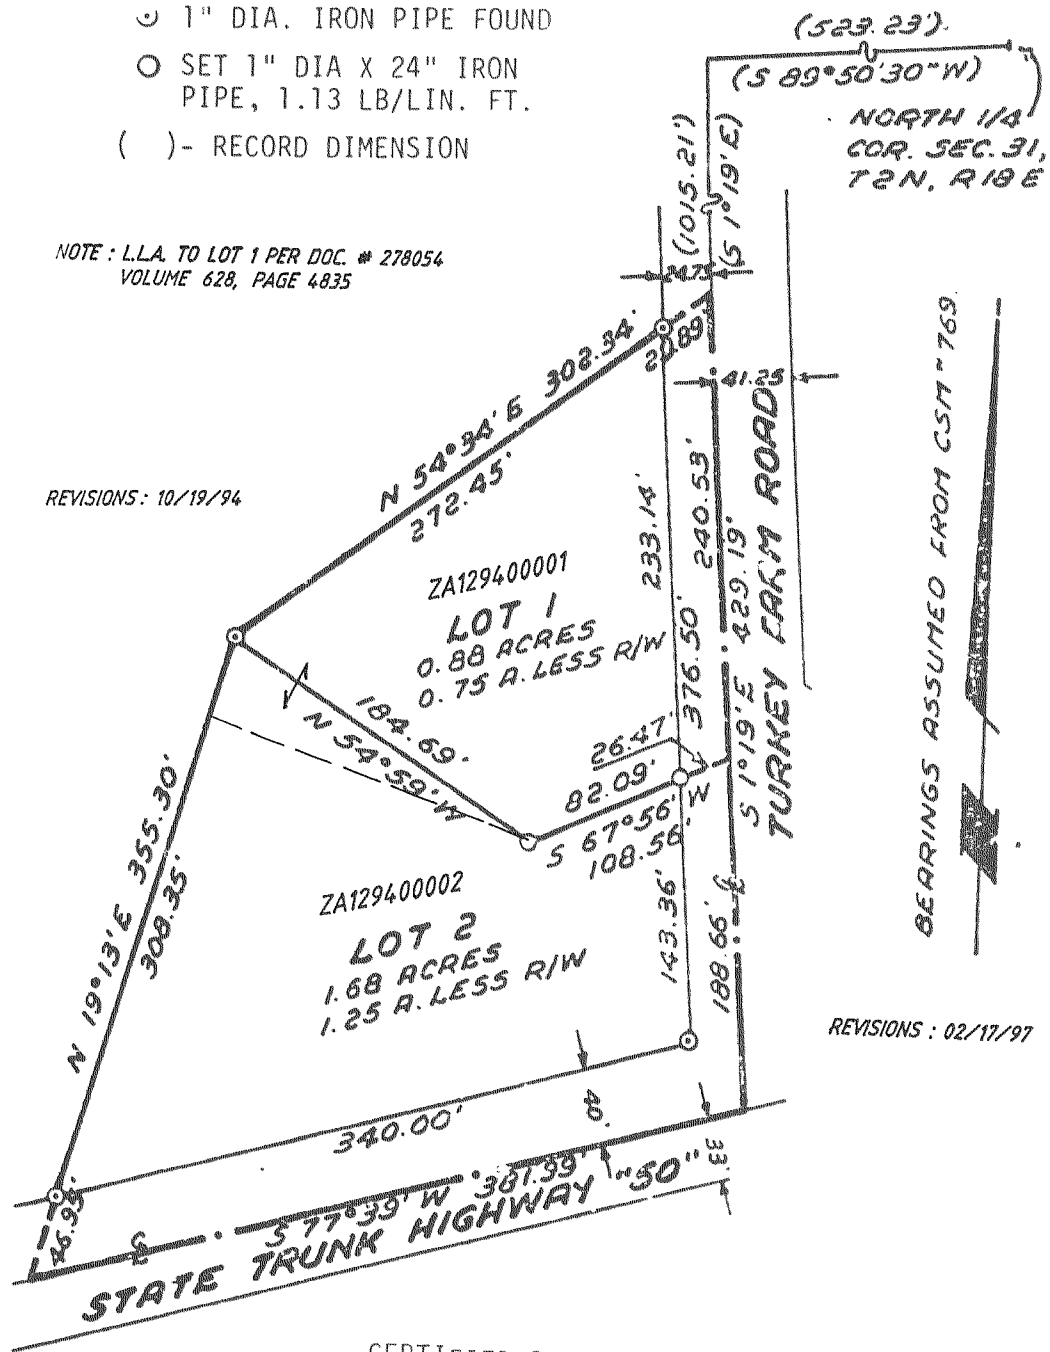 1" DIA. IRON PIPE FOUND
SET 1" DIA X 24" IRON
PIPE, 1.13 LB/LIN. FT.
( )- RECORD DIMENSION
(523.23')
(S 89°50'30"W)
NORTH 1/4
COR. SEC. 31,
T2N, R18E
(1015.21')
(S 1°19'E)
NOTE : L.L.A. TO LOT 1 PER DOC. # 278054
VOLUME 628, PAGE 4835
REVISIONS : 10/19/94
N 54°34'E 302.34'
272.45'
41.25
233.14'
240.53'
376.50'
S 1°19'E 429.19'
TURKEY FARM ROAD
ZA129400001
LOT 1
0.88 ACRES
0.75 A. LESS R/W
184.69'
N 54°59'W
26.47'
82.09'
S 67°56' W
108.56'
BEARINGS ASSUMED FROM CSM~769
N 19°13'E 355.30'
308.35'
ZA129400002
LOT 2
1.68 ACRES
1.25 A. LESS R/W
143.36'
188.66'
REVISIONS : 02/17/97
40'
33'
340.00'
46.95'
S 77°39' W 381.99'
STATE TRUNK HIGHWAY "50"